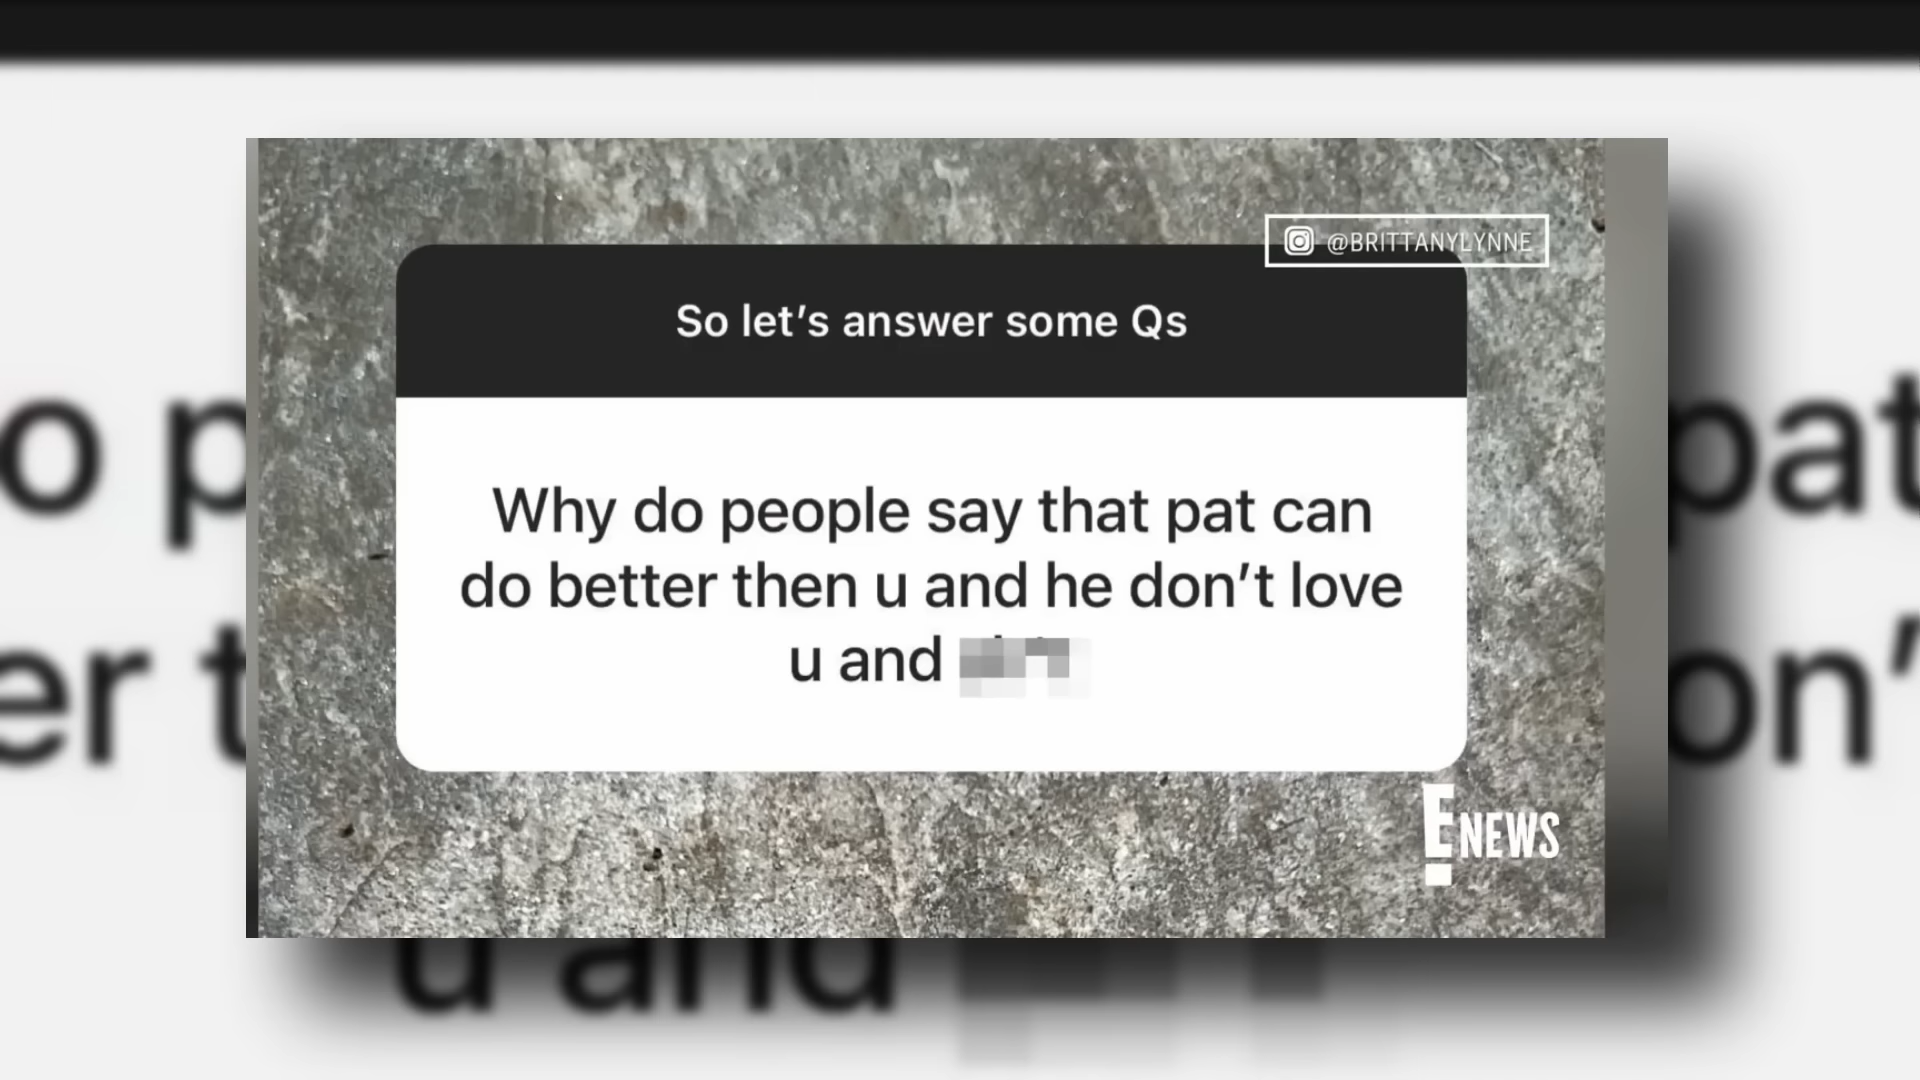 @BRITTANYLYNNE
So let's answer some Qs
Why do people say that pat can
do better then u and he don't love
u and
E NEWS